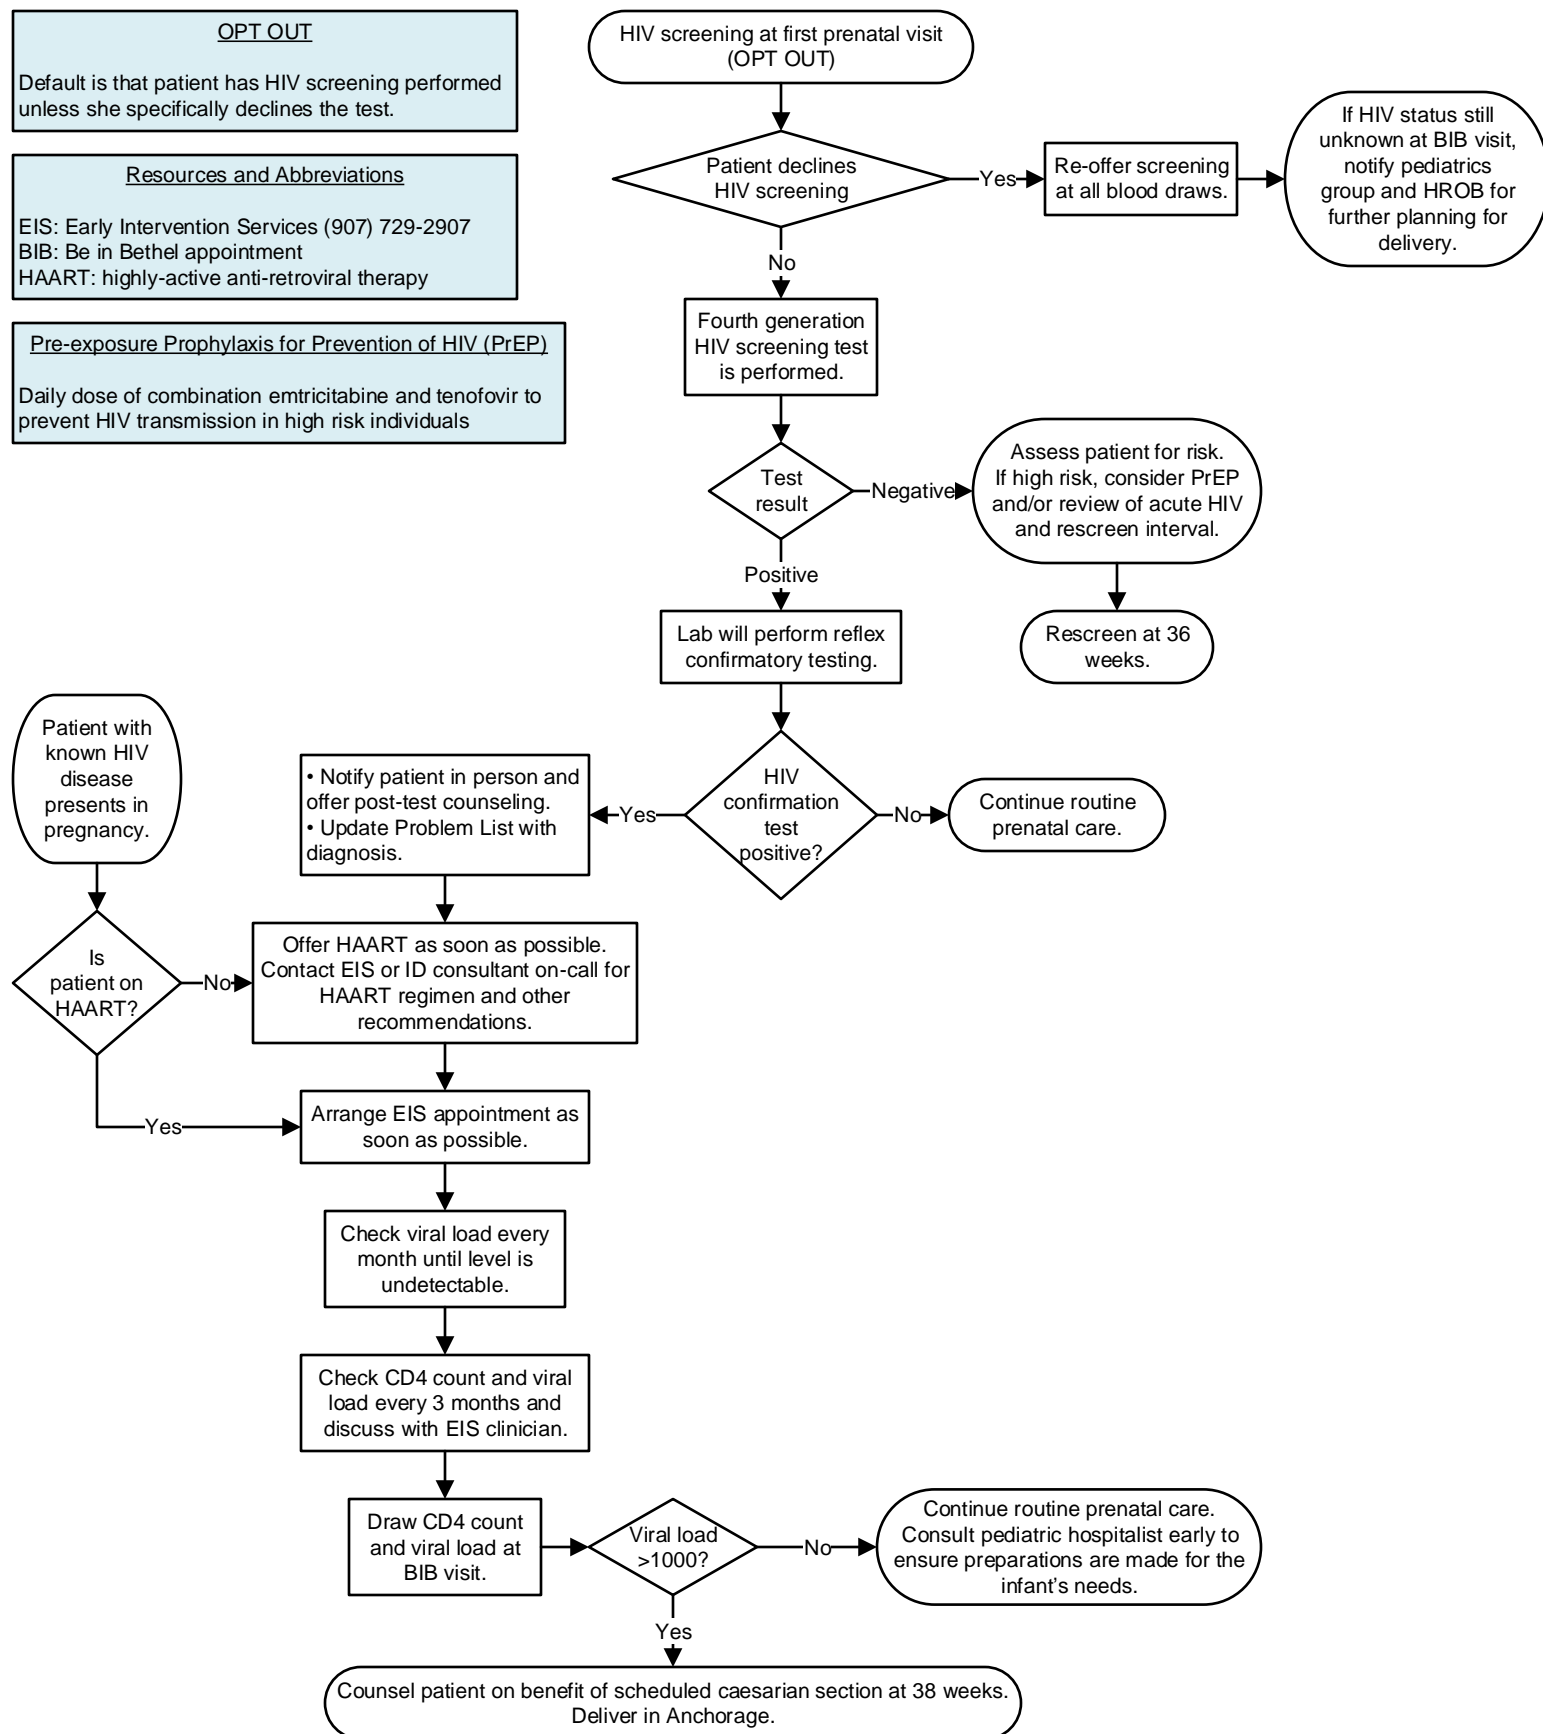 OPT OUT
Default is that patient has HIV screening performed
unless she specifically declines the test.
Resources and Abbreviations
EIS: Early Intervention Services (907) 729-2907
BIB: Be in Bethel appointment
HAART: highly-active anti-retroviral therapy
Pre-exposure Prophylaxis for Prevention of HIV (PrEP)
Daily dose of combination emtricitabine and tenofovir to
prevent HIV transmission in high risk individuals
HIV screening at first prenatal visit
(OPT OUT)
Patient declines
HIV screening
Yes
Re-offer screening
at all blood draws.
If HIV status still
unknown at BIB visit,
notify pediatrics
group and HROB for
further planning for
delivery.
No
Fourth generation
HIV screening test
is performed.
Test
result
Negative
Assess patient for risk.
If high risk, consider PrEP
and/or review of acute HIV
and rescreen interval.
Rescreen at 36
weeks.
Positive
Lab will perform reflex
confirmatory testing.
HIV
confirmation
test
positive?
No
Continue routine
prenatal care.
Yes
• Notify patient in person and
offer post-test counseling.
• Update Problem List with
diagnosis.
Patient with
known HIV
disease
presents in
pregnancy.
Is
patient on
HAART?
No
Offer HAART as soon as possible.
Contact EIS or ID consultant on-call for
HAART regimen and other
recommendations.
Yes
Arrange EIS appointment as
soon as possible.
Check viral load every
month until level is
undetectable.
Check CD4 count and viral
load every 3 months and
discuss with EIS clinician.
Draw CD4 count
and viral load at
BIB visit.
Viral load
>1000?
No
Continue routine prenatal care.
Consult pediatric hospitalist early to
ensure preparations are made for the
infant's needs.
Yes
Counsel patient on benefit of scheduled caesarian section at 38 weeks.
Deliver in Anchorage.